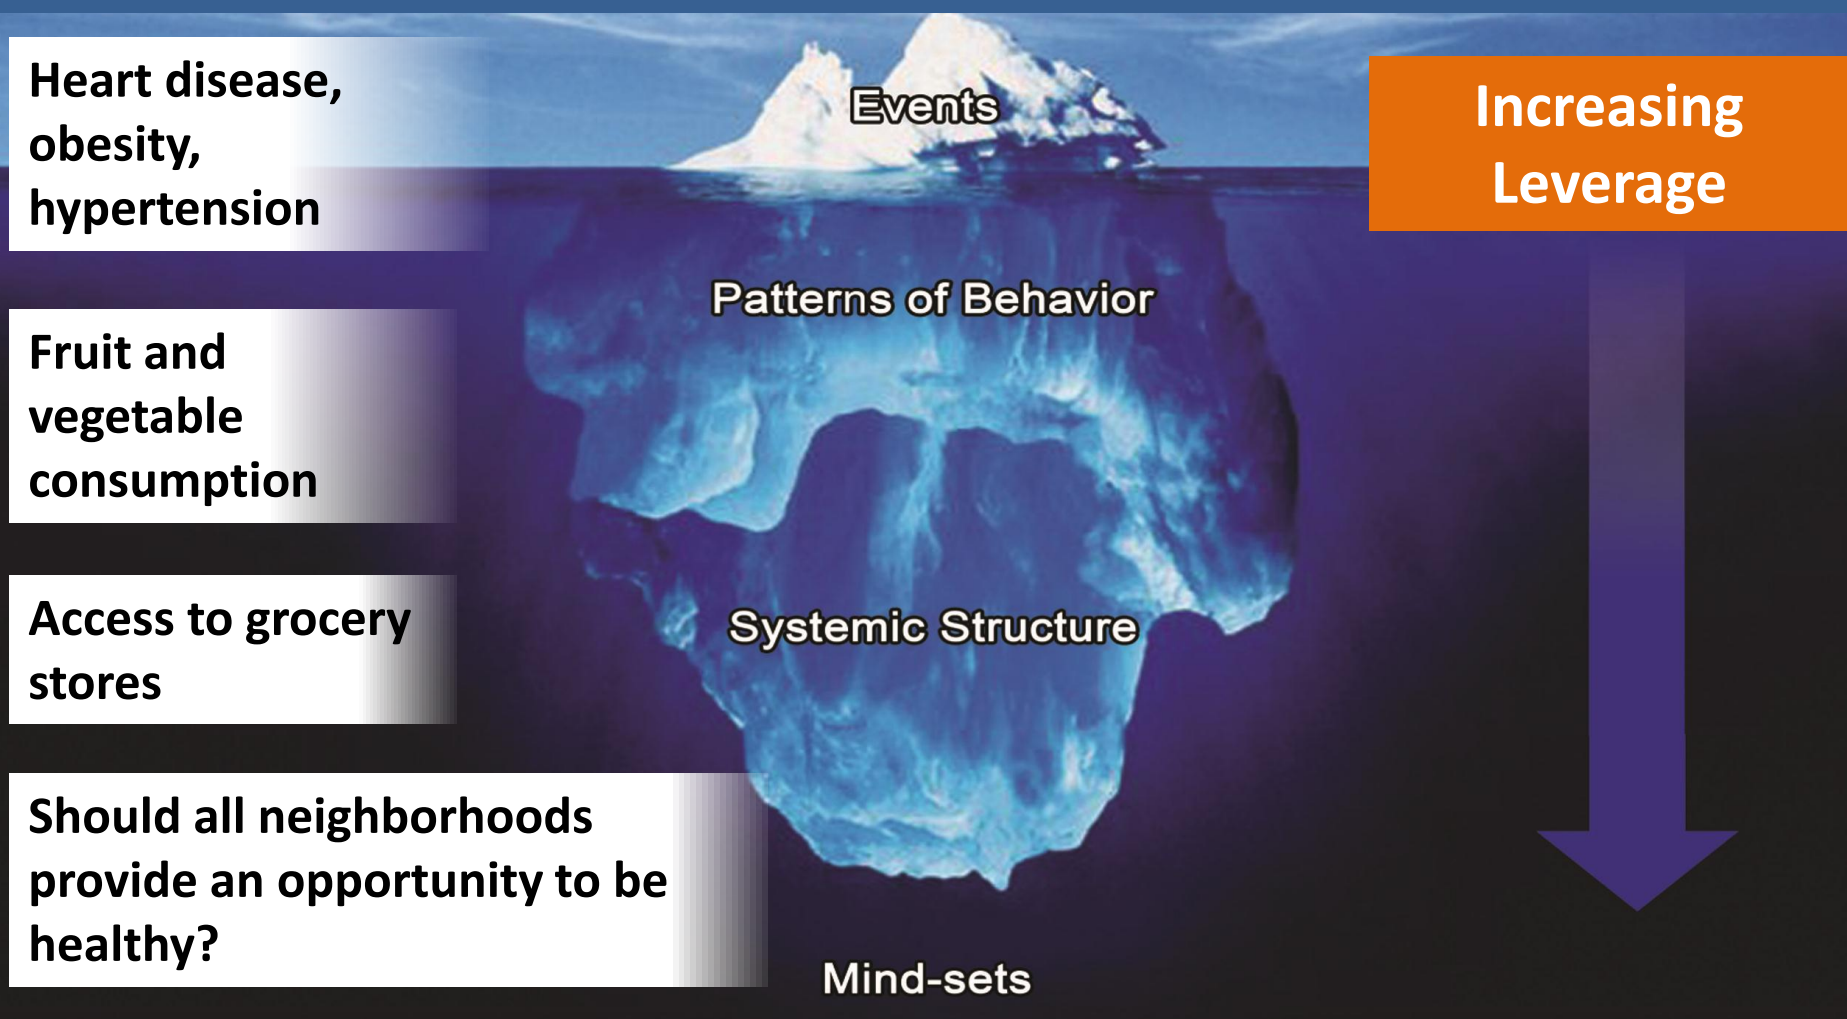 Heart disease,
obesity,
hypertension
Events
Increasing
Leverage
Patterns of Behavior
Fruit and
vegetable
consumption
Access to grocery
stores
Systemic Structure
Should all neighborhoods
provide an opportunity to be
healthy?
Mind-sets